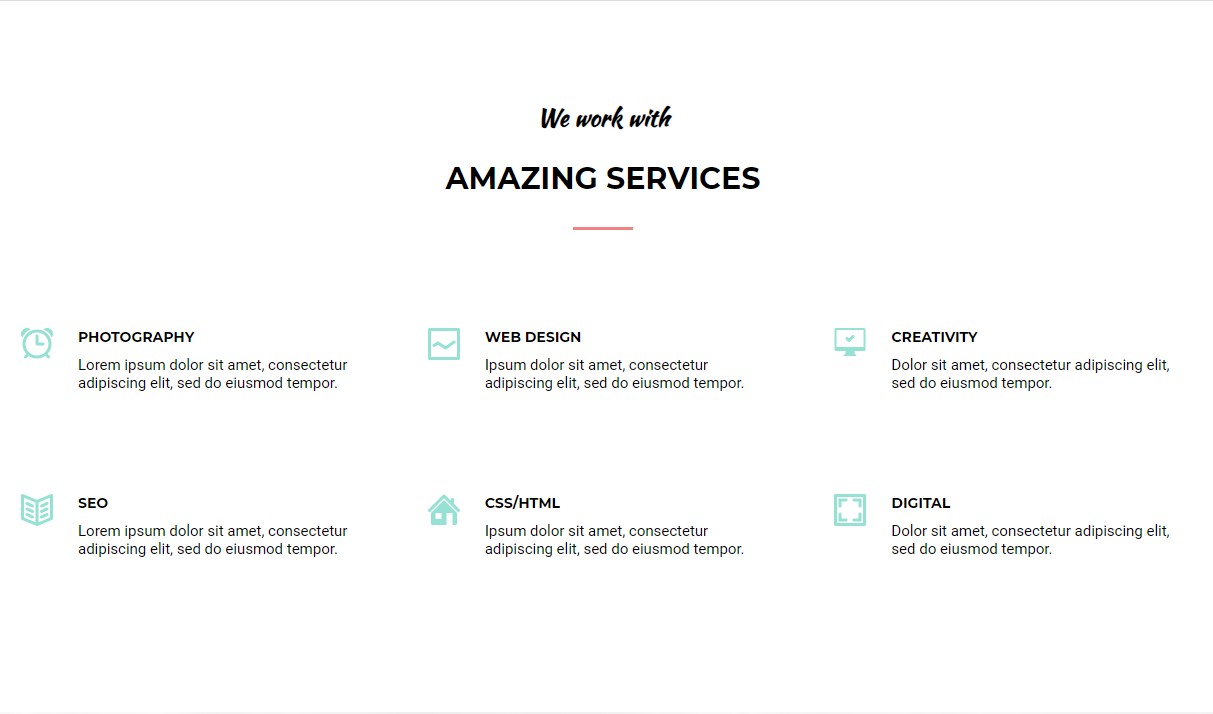 We work with
AMAZING SERVICES
PHOTOGRAPHY
Lorem ipsum dolor sit amet, consectetur
adipiscing elit, sed do eiusmod tempor.
WEB DESIGN
Ipsum dolor sit amet, consectetur
adipiscing elit, sed do eiusmod tempor.
CREATIVITY
Dolor sit amet, consectetur adipiscing elit,
sed do eiusmod tempor.
SEO
Lorem ipsum dolor sit amet, consectetur
adipiscing elit, sed do eiusmod tempor.
CSS/HTML
Ipsum dolor sit amet, consectetur
adipiscing elit, sed do eiusmod tempor.
DIGITAL
Dolor sit amet, consectetur adipiscing elit,
sed do eiusmod tempor.